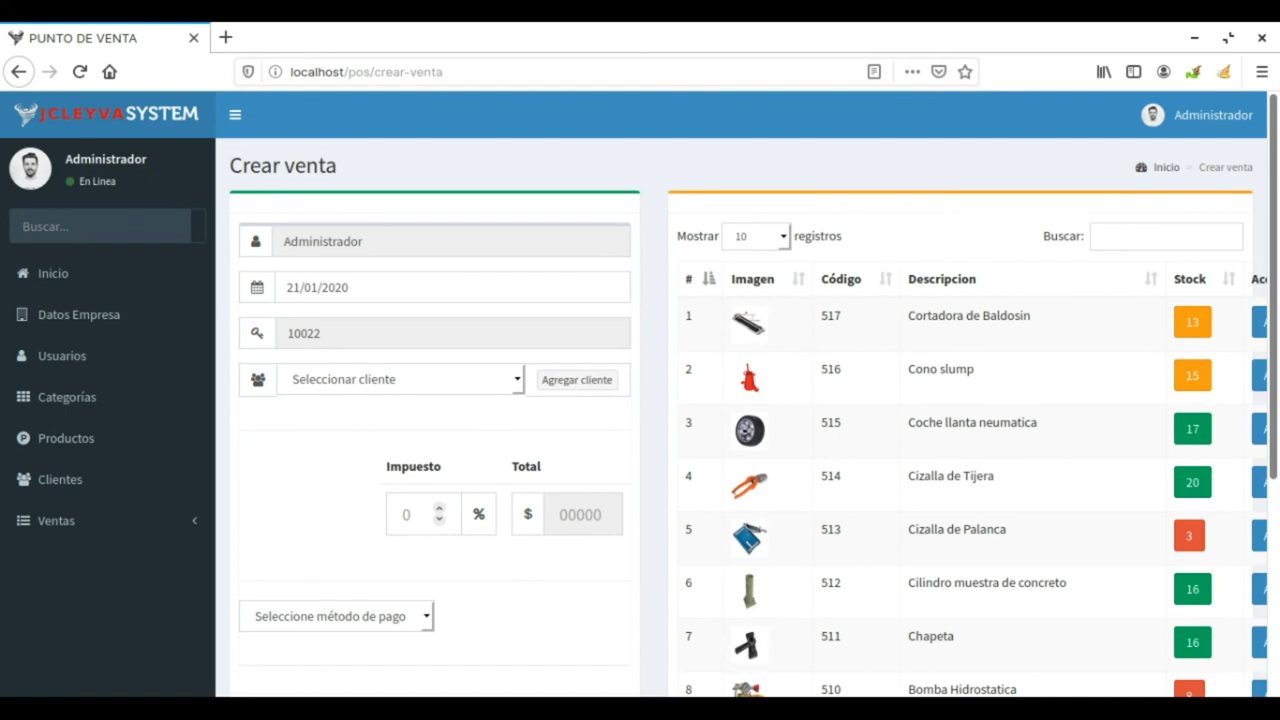 PUNTO DE VENTA
localhost/pos/crear-venta
JCLEYVASYSTEM
Administrador
Administrador
En Linea
Buscar...
Inicio
Datos Empresa
Usuarios
Categorías
Productos
Clientes
Ventas
Crear venta
Inicio > Crear venta
Administrador
21/01/2020
10022
Seleccionar cliente
Agregar cliente
Impuesto
Total
0
%
$
00000
Seleccione método de pago
Mostrar 10 registros
Buscar:
# Imagen Código Descripcion Stock
1 517 Cortadora de Baldosin 13
2 516 Cono slump 15
3 515 Coche llanta neumatica 17
4 514 Cizalla de Tijera 20
5 513 Cizalla de Palanca 3
6 512 Cilindro muestra de concreto 16
7 511 Chapeta 16
8 510 Bomba Hidrostatica